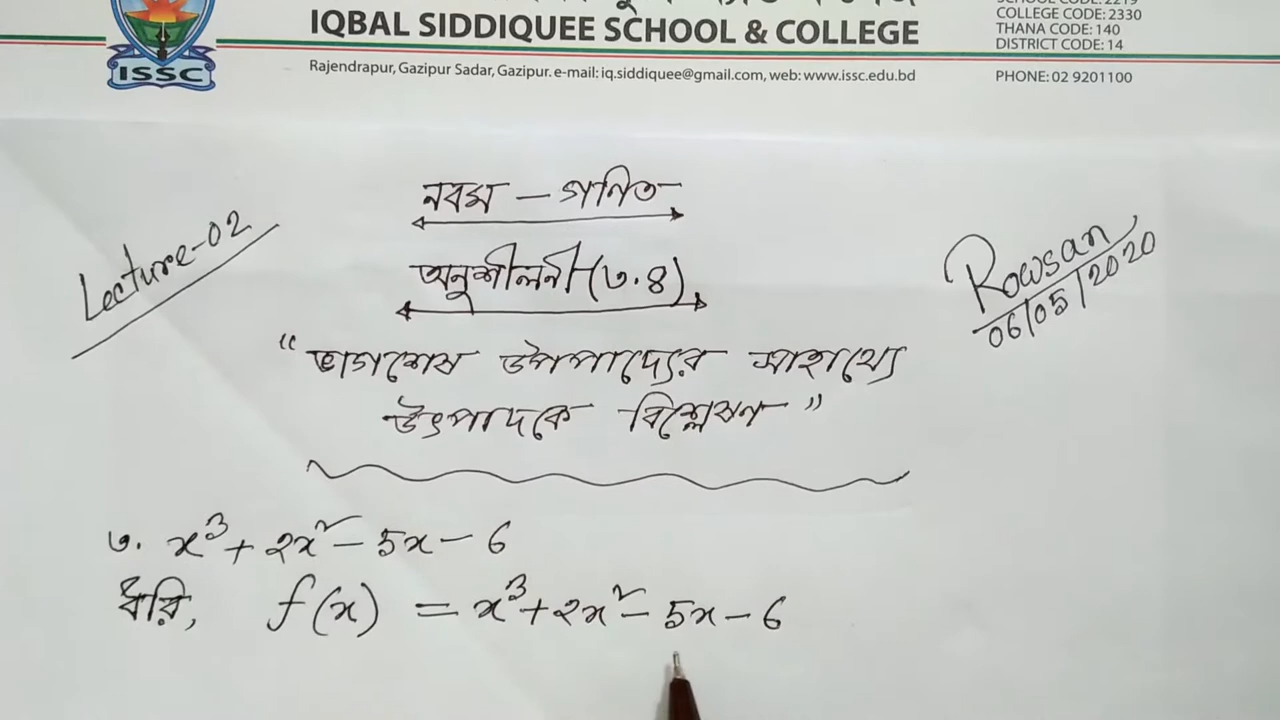 IQBAL SIDDIQUEE SCHOOL & COLLEGE
COLLEGE CODE: 2330
THANA CODE: 140
DISTRICT CODE: 14
ISSC
Rajendrapur, Gazipur Sadar, Gazipur. e-mail: iq.siddiquee@gmail.com, web: www.issc.edu.bd
PHONE: 02 9201100
নবম - গণিত
Lecture-02
অনুশীলনী (৩.৪)
Rowsan
06/05/2020
"ভাগশেষ উপপাদ্যের সাহায্যে
উৎপাদকে বিশ্লেষণ"
৩. x³ + 2x² - 5x - 6
ধরি, f(x) = x³ + 2x² - 5x - 6